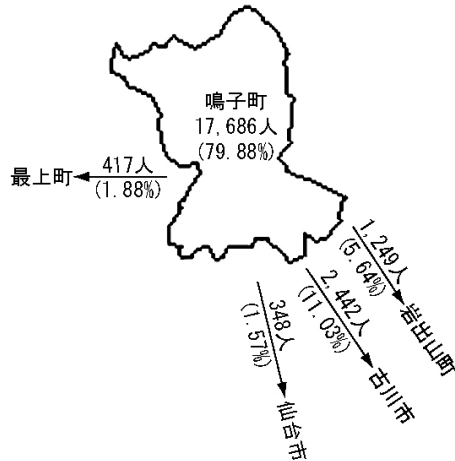 鳴子町
17,686人
(79.88%)
最上町
417人
(1.88%)
1,249人
(5.64%)
岩出山町
2,442人
(11.03%)
古川市
348人
(1.57%)
仙台市